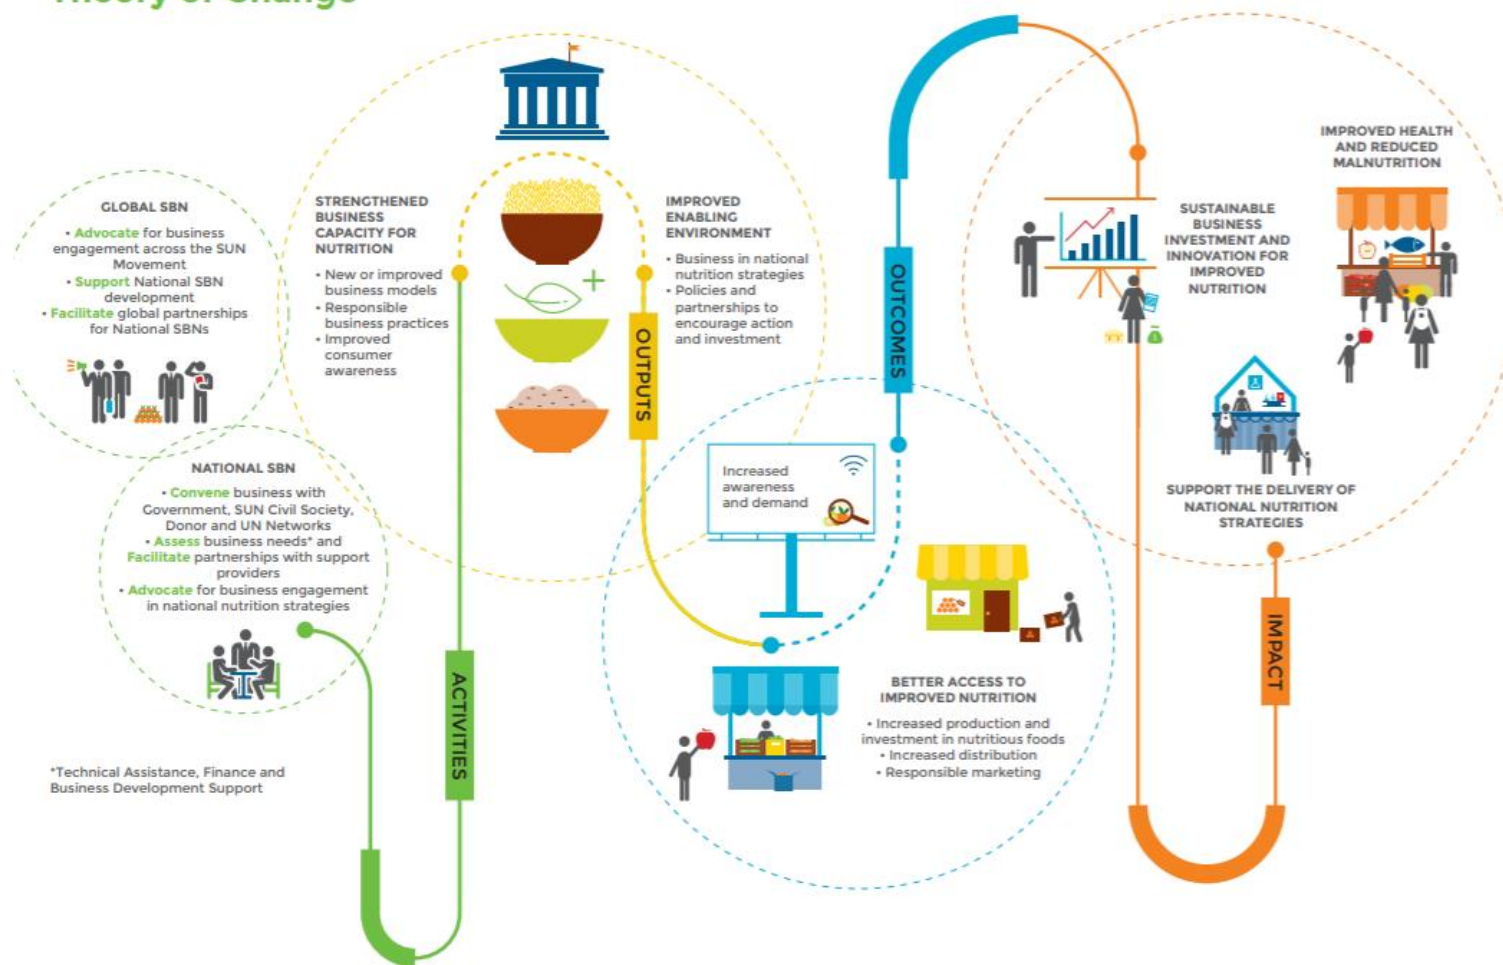 Theory of Change
GLOBAL SBN
• Advocate for business
engagement across the SUN
Movement
• Support National SBN
development
• Facilitate global partnerships
for National SBNs
NATIONAL SBN
• Convene business with
Government, SUN Civil Society,
Donor and UN Networks
• Assess business needs* and
Facilitate partnerships with support
providers
• Advocate for business engagement
in national nutrition strategies
*Technical Assistance, Finance and
Business Development Support
ACTIVITIES
STRENGTHENED
BUSINESS
CAPACITY FOR
NUTRITION
• New or improved
business models
• Responsible
business practices
• Improved
consumer
awareness
IMPROVED
ENABLING
ENVIRONMENT
• Business in national
nutrition strategies
• Policies and
partnerships to
encourage action
and investment
OUTPUTS
Increased
awareness
and demand
BETTER ACCESS TO
IMPROVED NUTRITION
• Increased production and
investment in nutritious foods
• Increased distribution
• Responsible marketing
OUTCOMES
SUSTAINABLE
BUSINESS
INVESTMENT AND
INNOVATION FOR
IMPROVED
NUTRITION
IMPROVED HEALTH
AND REDUCED
MALNUTRITION
SUPPORT THE DELIVERY OF
NATIONAL NUTRITION
STRATEGIES
IMPACT